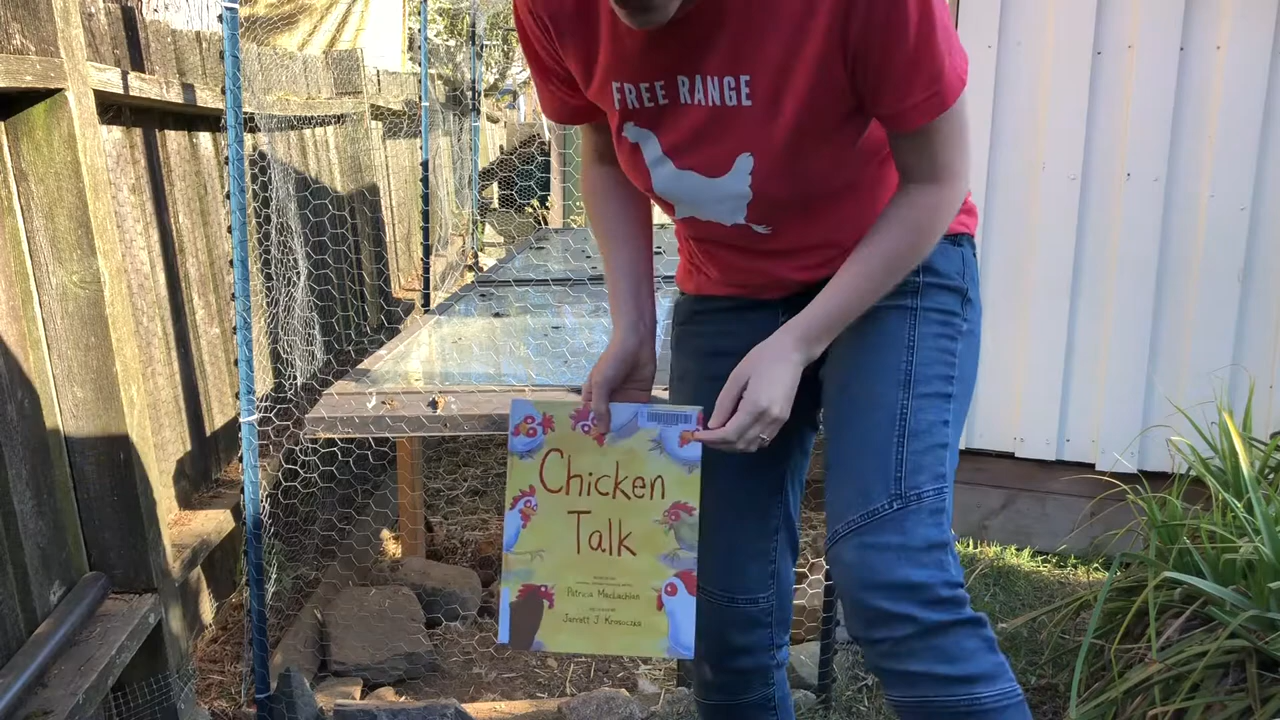 FREE RANGE
Chicken
Talk
Patricia MacLachlan
Jarrett J. Krosoczka